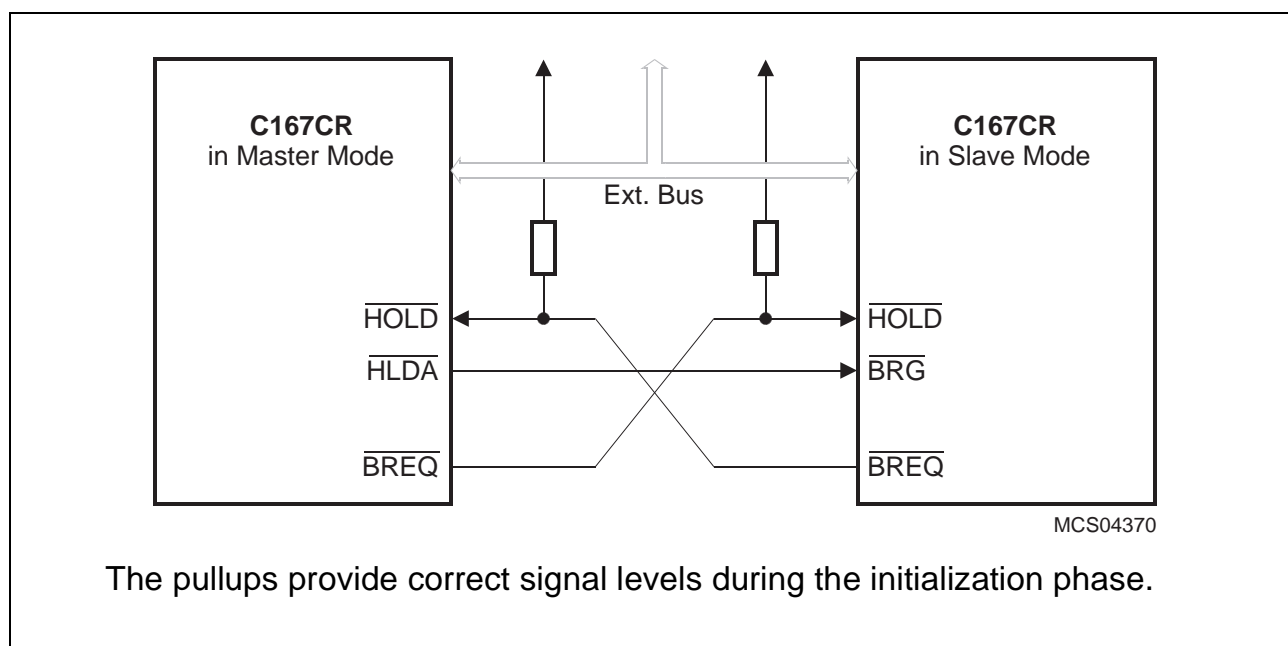 C167CR
in Master Mode
C167CR
in Slave Mode
Ext. Bus
HOLD
HOLD
HLDA
BRG
BREQ
BREQ
MCS04370
The pullups provide correct signal levels during the initialization phase.